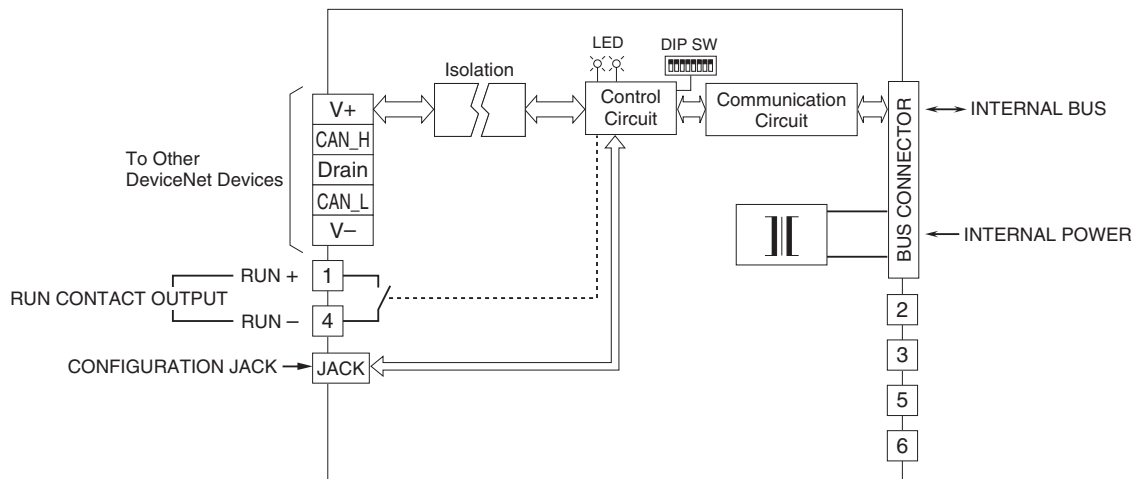 LED
DIP SW
Isolation
Control
Circuit
Communication
Circuit
V+
CAN_H
Drain
CAN_L
V–
To Other
DeviceNet Devices
BUS CONNECTOR
INTERNAL BUS
INTERNAL POWER
RUN +
1
RUN CONTACT OUTPUT
RUN –
4
CONFIGURATION JACK
JACK
2
3
5
6